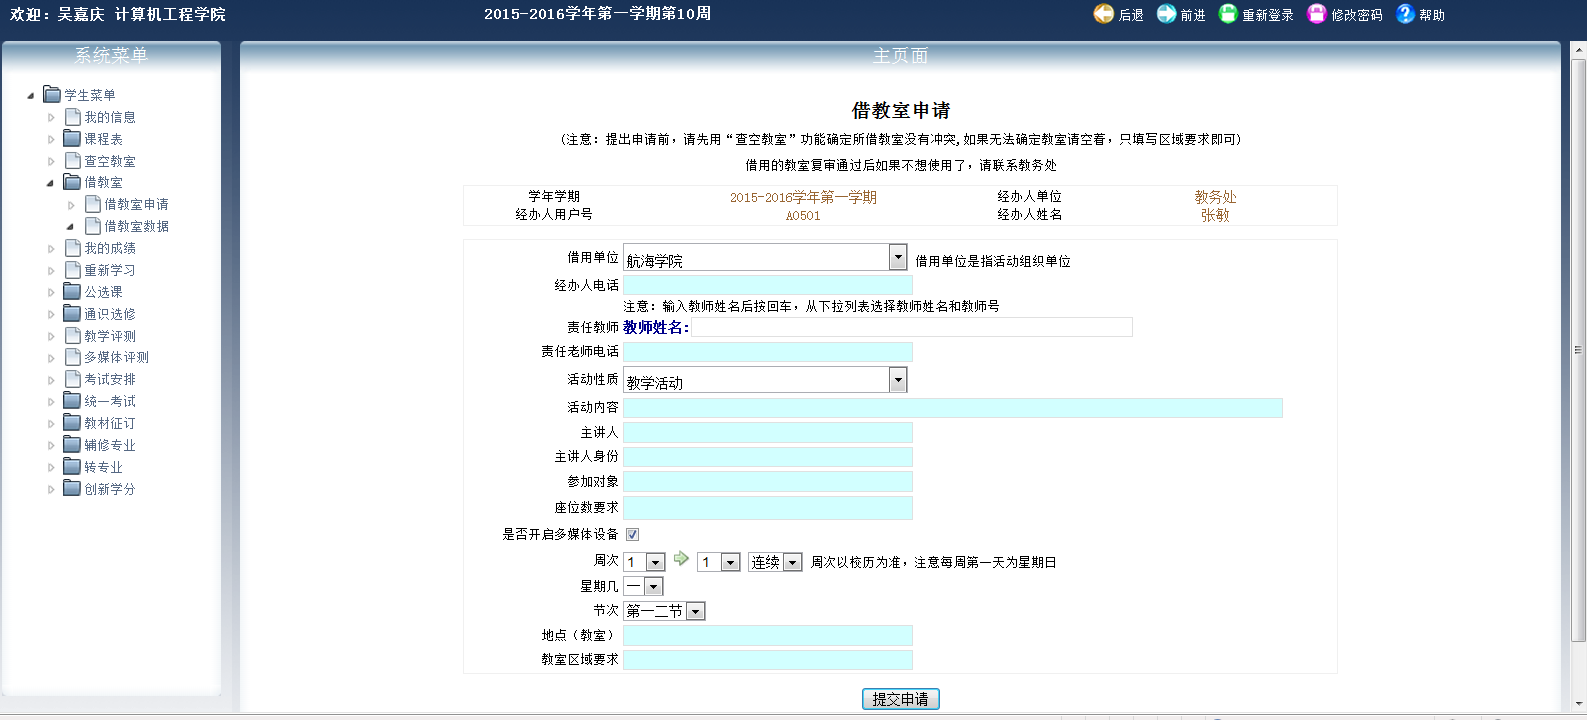 欢迎：吴嘉庆 计算机工程学院
2015-2016学年第一学期第10周
后退 前进 重新登录 修改密码 帮助
系统菜单
学生菜单
我的信息
课程表
查空教室
借教室
借教室申请
借教室数据
我的成绩
重新学习
公选课
通识选修
教学评测
多媒体评测
考试安排
统一考试
教材征订
辅修专业
转专业
创新学分
主页面
借教室申请
(注意：提出申请前，请先用“查空教室”功能确定所借教室没有冲突,如果无法确定教室请空着，只填写区域要求即可)
借用的教室复审通过后如果不想使用了，请联系教务处
学年学期 2015-2016学年第一学期 经办人单位 教务处
经办人用户号 A0501 经办人姓名 张敏
借用单位 航海学院 借用单位是指活动组织单位
经办人电话
注意：输入教师姓名后按回车，从下拉列表选择教师姓名和教师号
责任教师 教师姓名:
责任老师电话
活动性质 教学活动
活动内容
主讲人
主讲人身份
参加对象
座位数要求
是否开启多媒体设备
周次 1 1 连续 周次以校历为准，注意每周第一天为星期日
星期几 一
节次 第一二节
地点（教室）
教室区域要求
提交申请